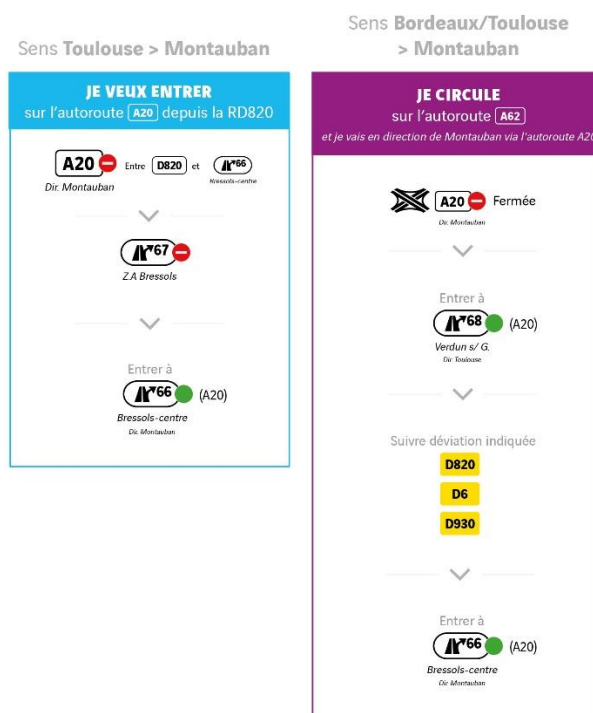 Sens Toulouse > Montauban
JE VEUX ENTRER
sur l'autoroute A20 depuis la RD820
A20 Entre D820 et 66
Dir. Montauban
Bressols-centre
67
Z.A Bressols
Entrer à
66 (A20)
Bressols-centre
Dir. Montauban
Sens Bordeaux/Toulouse
> Montauban
JE CIRCULE
sur l'autoroute A62
et je vais en direction de Montauban via l'autoroute A20
A20 Fermée
Dir. Montauban
Entrer à
68 (A20)
Verdun s/ G.
Dir Toulouse
Suivre déviation indiquée
D820
D6
D930
Entrer à
66 (A20)
Bressols-centre
Dir Montauban